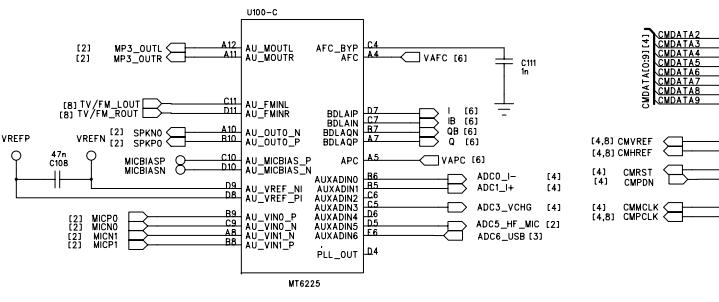 U100-C
[2] MP3_OUTL A12 AU_MOUTL
[2] MP3_OUTR A11 AU_MOUTR
AFC_BYP C4
AFC A4 VAFC [6]
C111
1n
[8] TV/FM_LOUT C11 AU_FMINL
[8] TV/FM_ROUT D11 AU_FMINR
BDLAIP D7 I [6]
BDLAIN C7 IB [6]
BDLAQN B7 QB [6]
BDLAQP A7 Q [6]
VREFP
VREFN
[2] SPKN0 A10 AU_OUT0_N
[2] SPKP0 B10 AU_OUT0_P
47n
C108
MICBIASP C10 AU_MICBIAS_P
MICBIASN D10 AU_MICBIAS_N
APC A5 VAPC [6]
D9 AU_VREF_NI
D8 AU_VREF_PI
AUXADIN0 B6 ADC0_I- [4]
AUXADIN1 B5 ADC1_I+ [4]
AUXADIN2 C6
AUXADIN3 C5 ADC3_VCHG [4]
AUXADIN4 D6
AUXADIN5 D5 ADC5_HF_MIC [2]
AUXADIN6 E6 ADC6_USB [3]
[2] MICP0 B9 AU_VIN0_P
[2] MICN0 C9 AU_VIN0_N
[2] MICN1 A8 AU_VIN1_N
[2] MICP1 B8 AU_VIN1_P
PLL_OUT D4
MT6225
CMDATA[0:9] [4]
CMDATA2
CMDATA3
CMDATA4
CMDATA5
CMDATA6
CMDATA7
CMDATA8
CMDATA9
[4,8] CMVREF
[4,8] CMHREF
[4] CMRST
[4] CMPDN
[4] CMMCLK
[4,8] CMPCLK